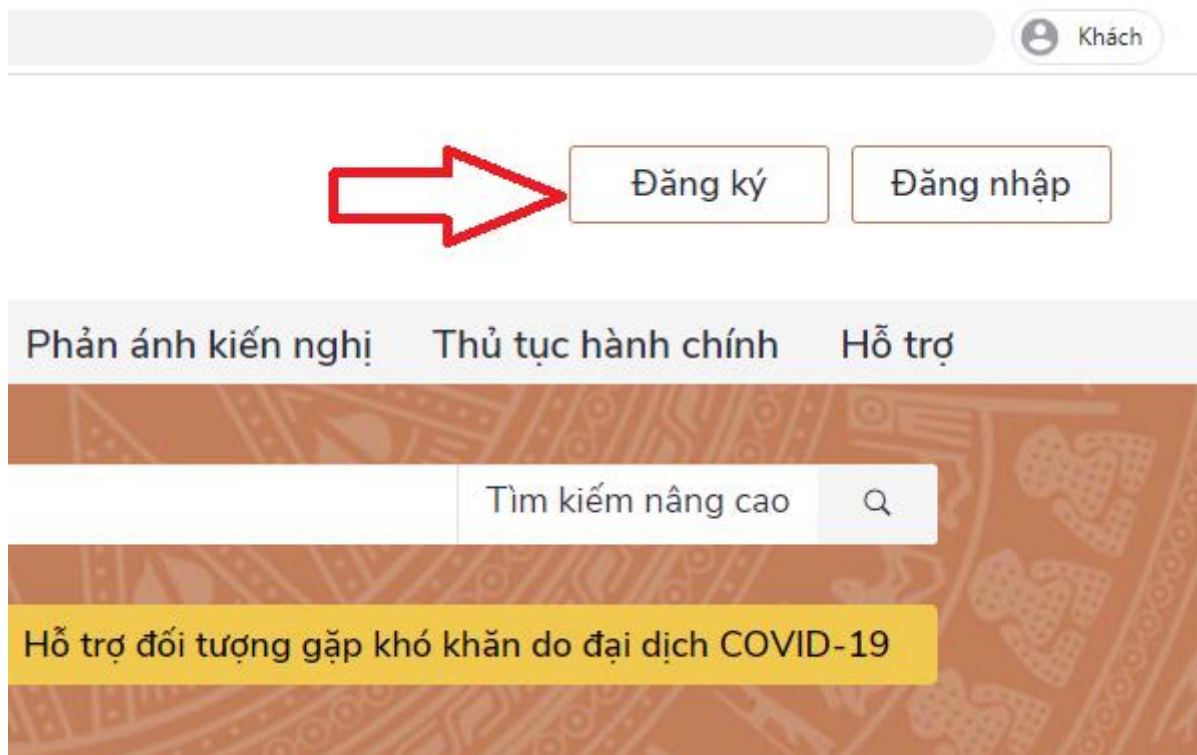 Khách
Đăng ký Đăng nhập
Phản ánh kiến nghị Thủ tục hành chính Hỗ trợ
Tìm kiếm nâng cao
Hỗ trợ đối tượng gặp khó khăn do đại dịch COVID-19